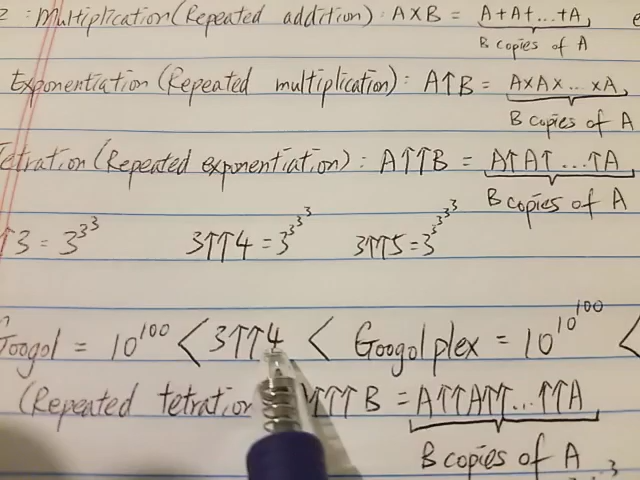 2 : Multiplication (Repeated addition) : A×B = A+A+...+A,
B copies of A
Exponentiation (Repeated multiplication) : A↑B = A×A×...×A,
B copies of A
Tetration (Repeated exponentiation) : A↑↑B = A↑A↑...↑A,
B copies of A
↑3 = 3^3^3 3↑↑4 = 3^3^3^3 3↑↑5 = 3^3^3^3^3
Googol = 10^100 < 3↑↑4 < Googolplex = 10^10^100 <
(Repeated tetration ↑↑↑B = A↑↑A↑↑...↑↑A
B copies of A